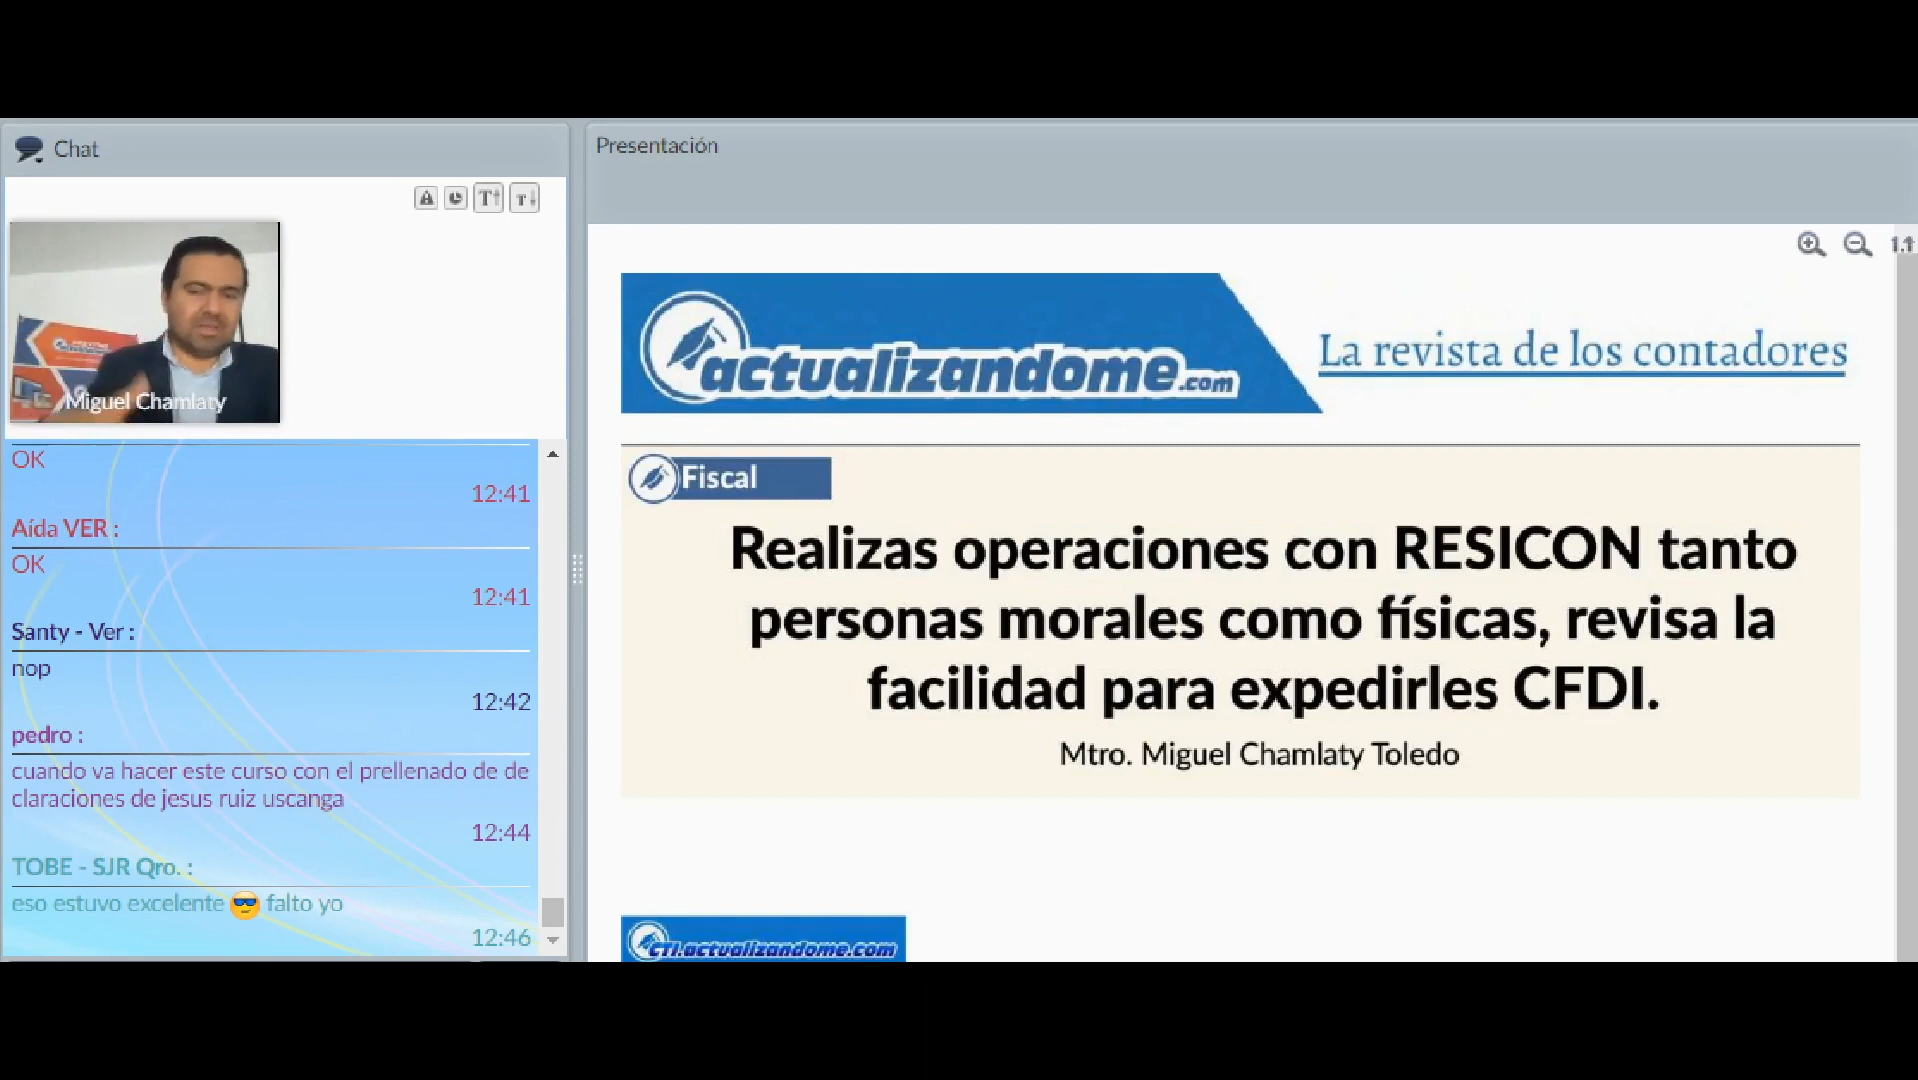 Chat
T
T
Miguel Chamlaty
OK
12:41
Aída VER :
OK
12:41
Santy - Ver :
nop
12:42
pedro :
cuando va hacer este curso con el prellenado de de
claraciones de jesus ruiz uscanga
12:44
TOBE - SJR Qro. :
eso estuvo excelente 😎 falto yo
12:46
Presentación
1.1
actualizandome.com
La revista de los contadores
Fiscal
Realizas operaciones con RESICON tanto
personas morales como físicas, revisa la
facilidad para expedirles CFDI.
Mtro. Miguel Chamlaty Toledo
CTI.actualizandome.com